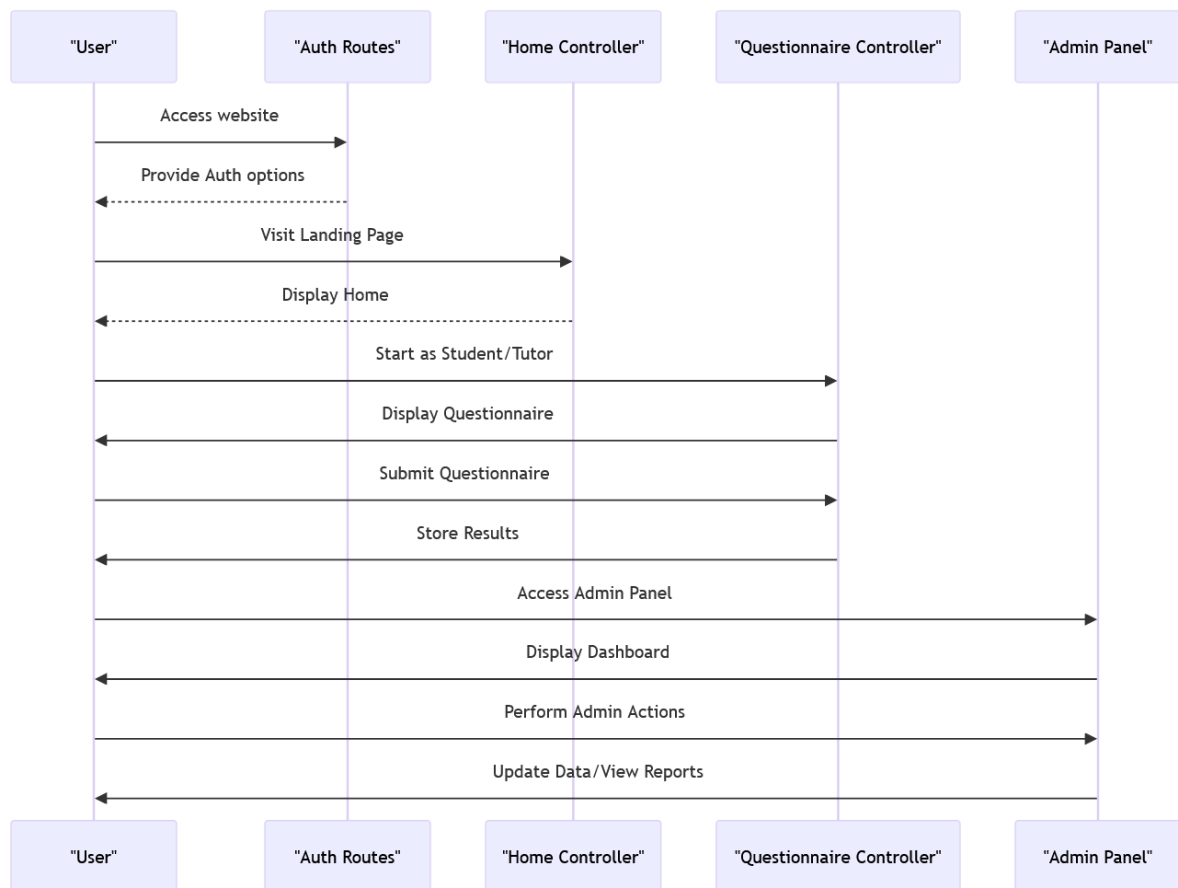 "User"
"Auth Routes"
"Home Controller"
"Questionnaire Controller"
"Admin Panel"
Access website
Provide Auth options
Visit Landing Page
Display Home
Start as Student/Tutor
Display Questionnaire
Submit Questionnaire
Store Results
Access Admin Panel
Display Dashboard
Perform Admin Actions
Update Data/View Reports
"User"
"Auth Routes"
"Home Controller"
"Questionnaire Controller"
"Admin Panel"